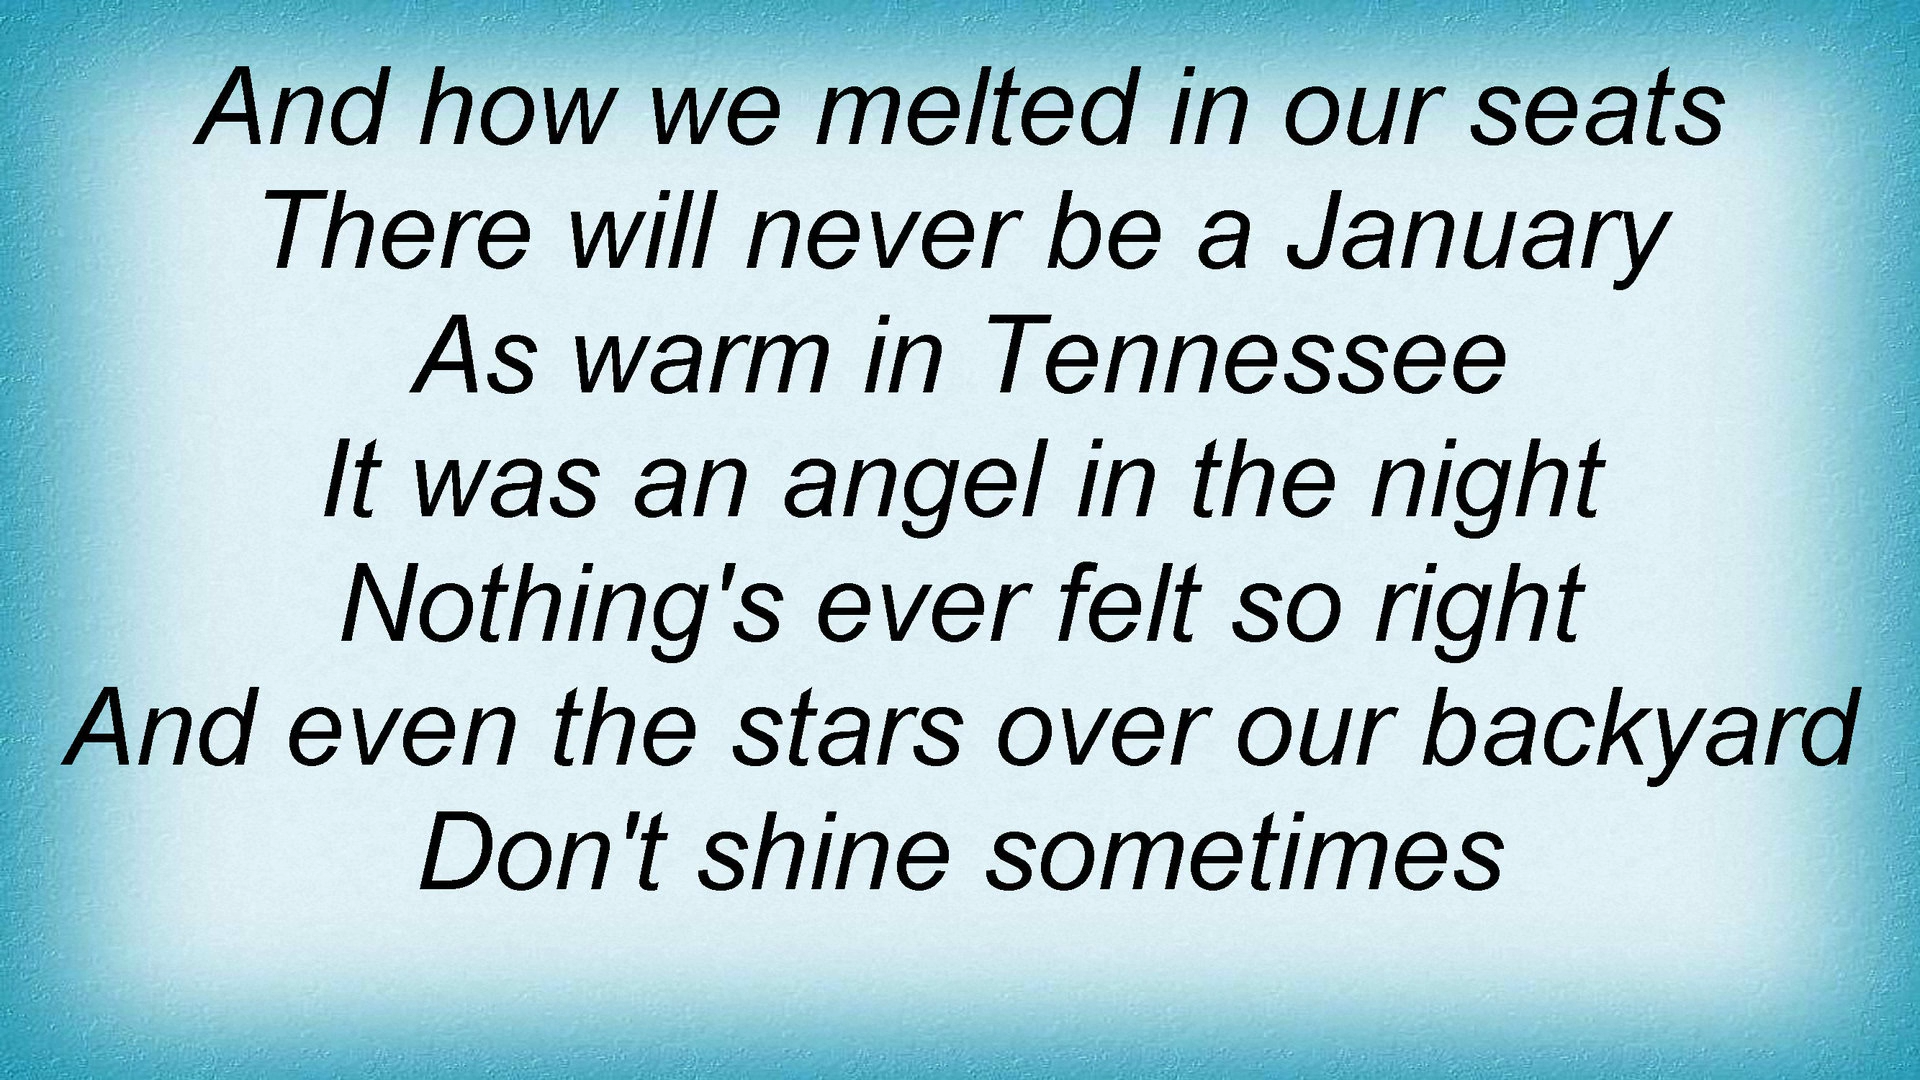 And how we melted in our seats
There will never be a January
As warm in Tennessee
It was an angel in the night
Nothing's ever felt so right
And even the stars over our backyard
Don't shine sometimes